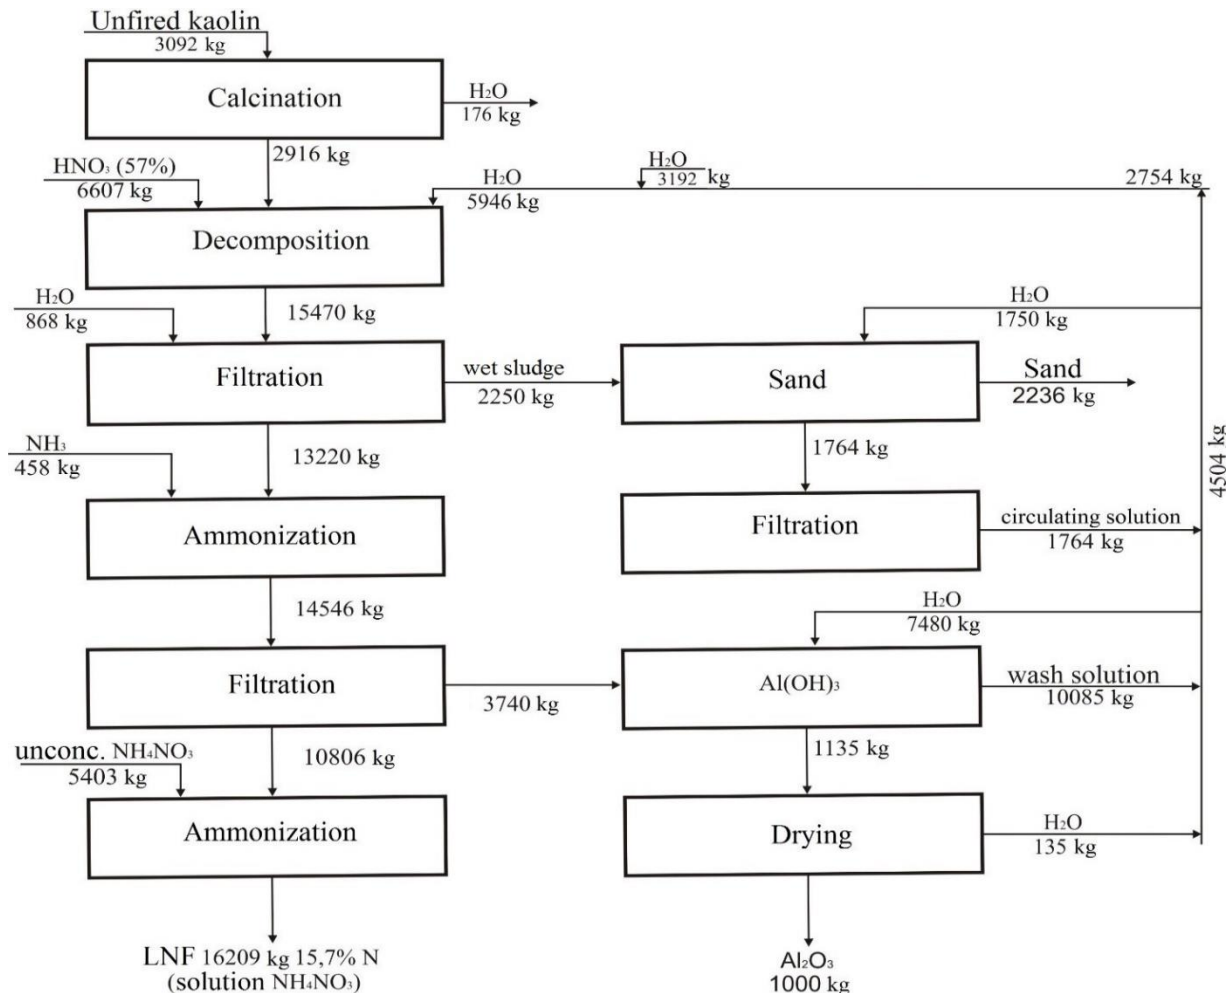 Unfired kaolin
3092 kg
Calcination
H₂O
176 kg
2916 kg
HNO₃ (57%)
6607 kg
H₂O
5946 kg
H₂O
3192 kg
2754 kg
Decomposition
H₂O
868 kg
15470 kg
H₂O
1750 kg
Filtration
wet sludge
2250 kg
Sand
Sand
2236 kg
NH₃
458 kg
13220 kg
1764 kg
4504 kg
Ammonization
Filtration
circulating solution
1764 kg
14546 kg
H₂O
7480 kg
Filtration
3740 kg
Al(OH)₃
wash solution
10085 kg
unconc. NH₄NO₃
5403 kg
10806 kg
1135 kg
Ammonization
Drying
H₂O
135 kg
LNF 16209 kg 15,7% N
(solution NH₄NO₃)
Al₂O₃
1000 kg